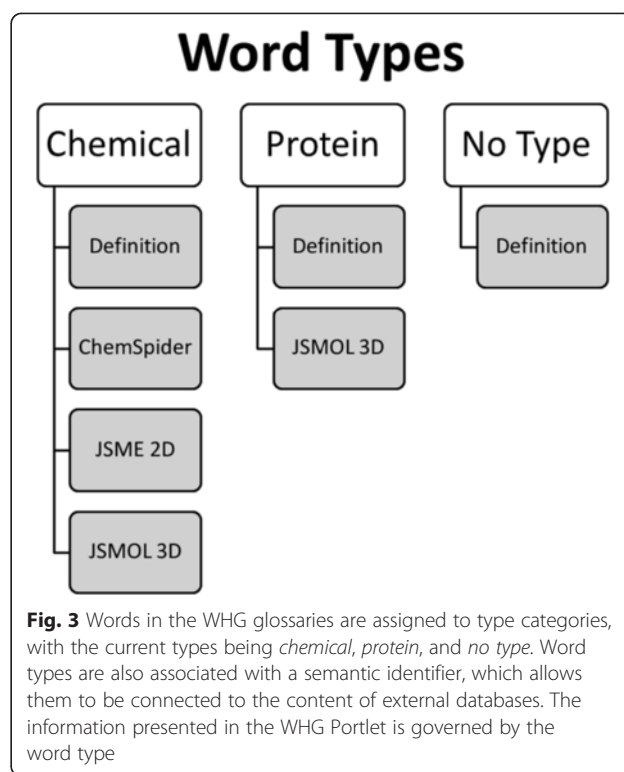 Word Types
Chemical
Protein
No Type
Definition
Definition
Definition
ChemSpider
JSMOL 3D
JSME 2D
JSMOL 3D
Fig. 3 Words in the WHG glossaries are assigned to type categories,
with the current types being chemical, protein, and no type. Word
types are also associated with a semantic identifier, which allows
them to be connected to the content of external databases. The
information presented in the WHG Portlet is governed by the
word type